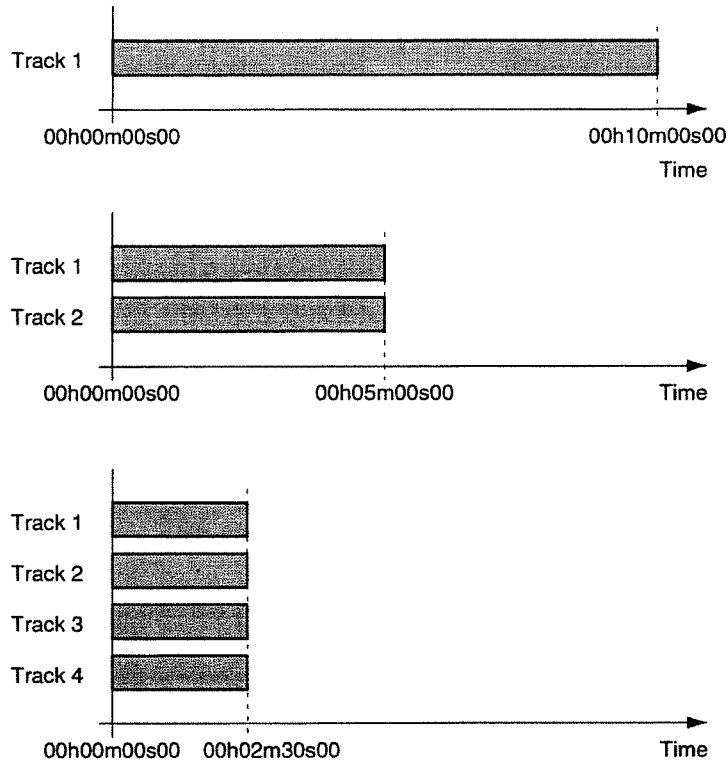 Track 1
00h00m00s00 00h10m00s00
Time
Track 1
Track 2
00h00m00s00 00h05m00s00 Time
Track 1
Track 2
Track 3
Track 4
00h00m00s00 00h02m30s00 Time